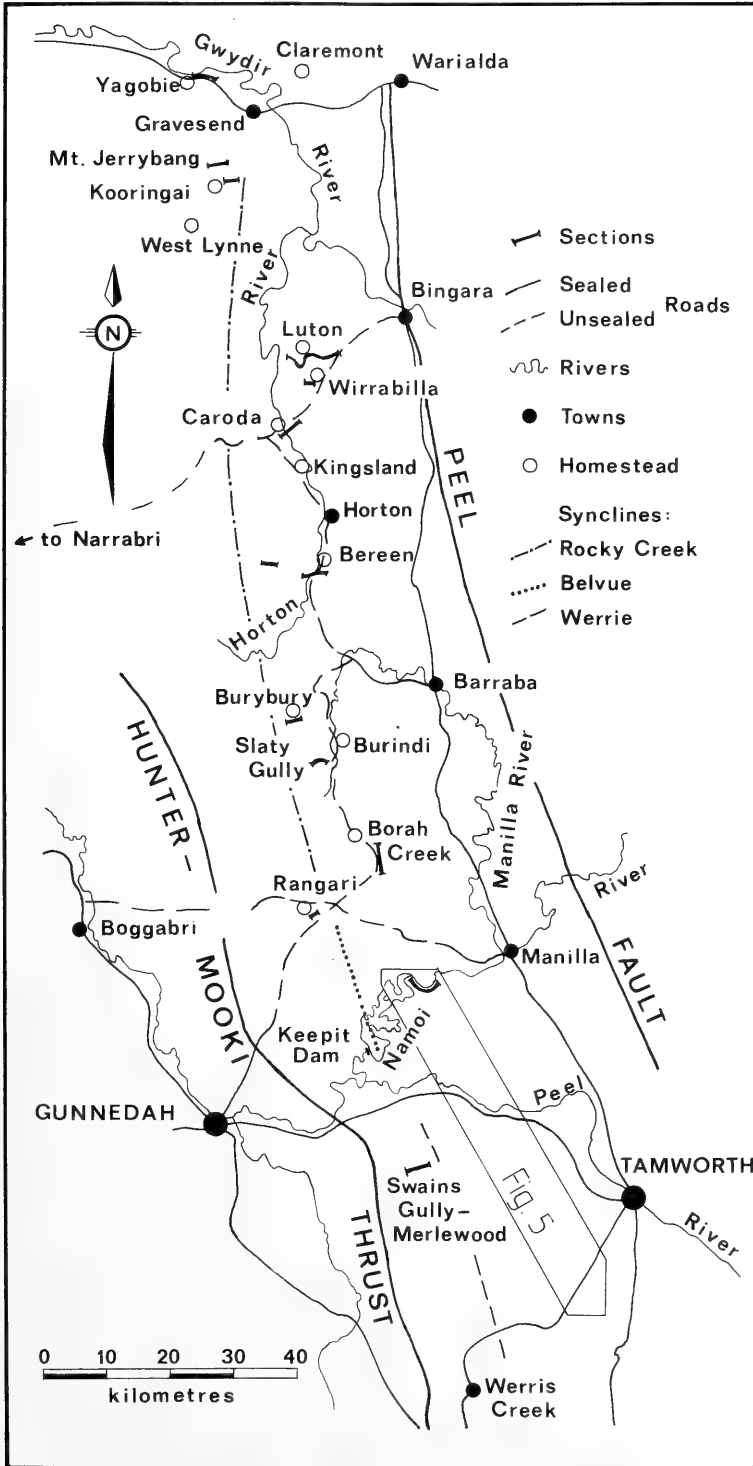 Gwydir
Claremont
Warialda
Yagobie
Gravesend
River
Mt. Jerrybang
Kooringai
West Lynne
River
N
Sections
Sealed
Unsealed
Roads
Rivers
Towns
Homestead
Synclines:
Rocky Creek
Belvue
Werrie
Bingara
Luton
Wirrabilla
Caroda
Kingsland
PEEL
Horton
to Narrabri
Bereen
Horton
Barraba
Burybury
HUNTER-
Slaty
Gully
Burindi
Manilla River
Borah
Creek
River
Rangari
Boggabri
Manilla
FAULT
MOOKI
Keepit
Dam
Namoi
Peel
GUNNEDAH
TAMWORTH
River
Swains
Gully-
Merlewood
Fig. 5
THRUST
0 10 20 30 40
kilometres
Werris
Creek